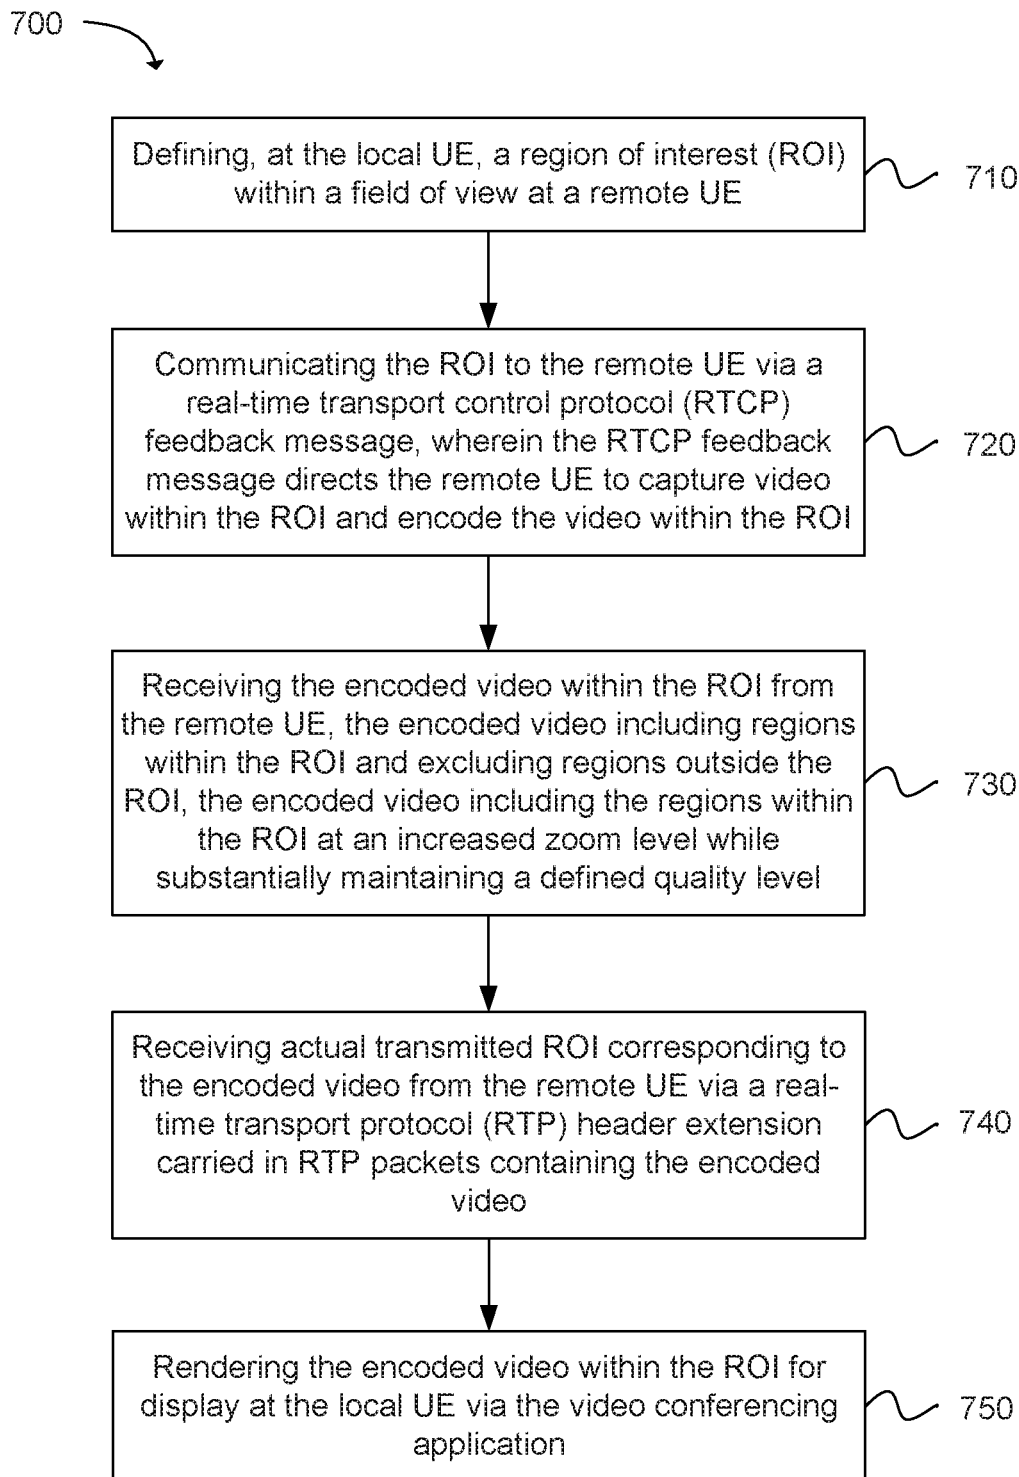 700
Defining, at the local UE, a region of interest (ROI)
within a field of view at a remote UE
710
Communicating the ROI to the remote UE via a
real-time transport control protocol (RTCP)
feedback message, wherein the RTCP feedback
message directs the remote UE to capture video
within the ROI and encode the video within the ROI
720
Receiving the encoded video within the ROI from
the remote UE, the encoded video including regions
within the ROI and excluding regions outside the
ROI, the encoded video including the regions within
the ROI at an increased zoom level while
substantially maintaining a defined quality level
730
Receiving actual transmitted ROI corresponding to
the encoded video from the remote UE via a real-
time transport protocol (RTP) header extension
carried in RTP packets containing the encoded
video
740
Rendering the encoded video within the ROI for
display at the local UE via the video conferencing
application
750